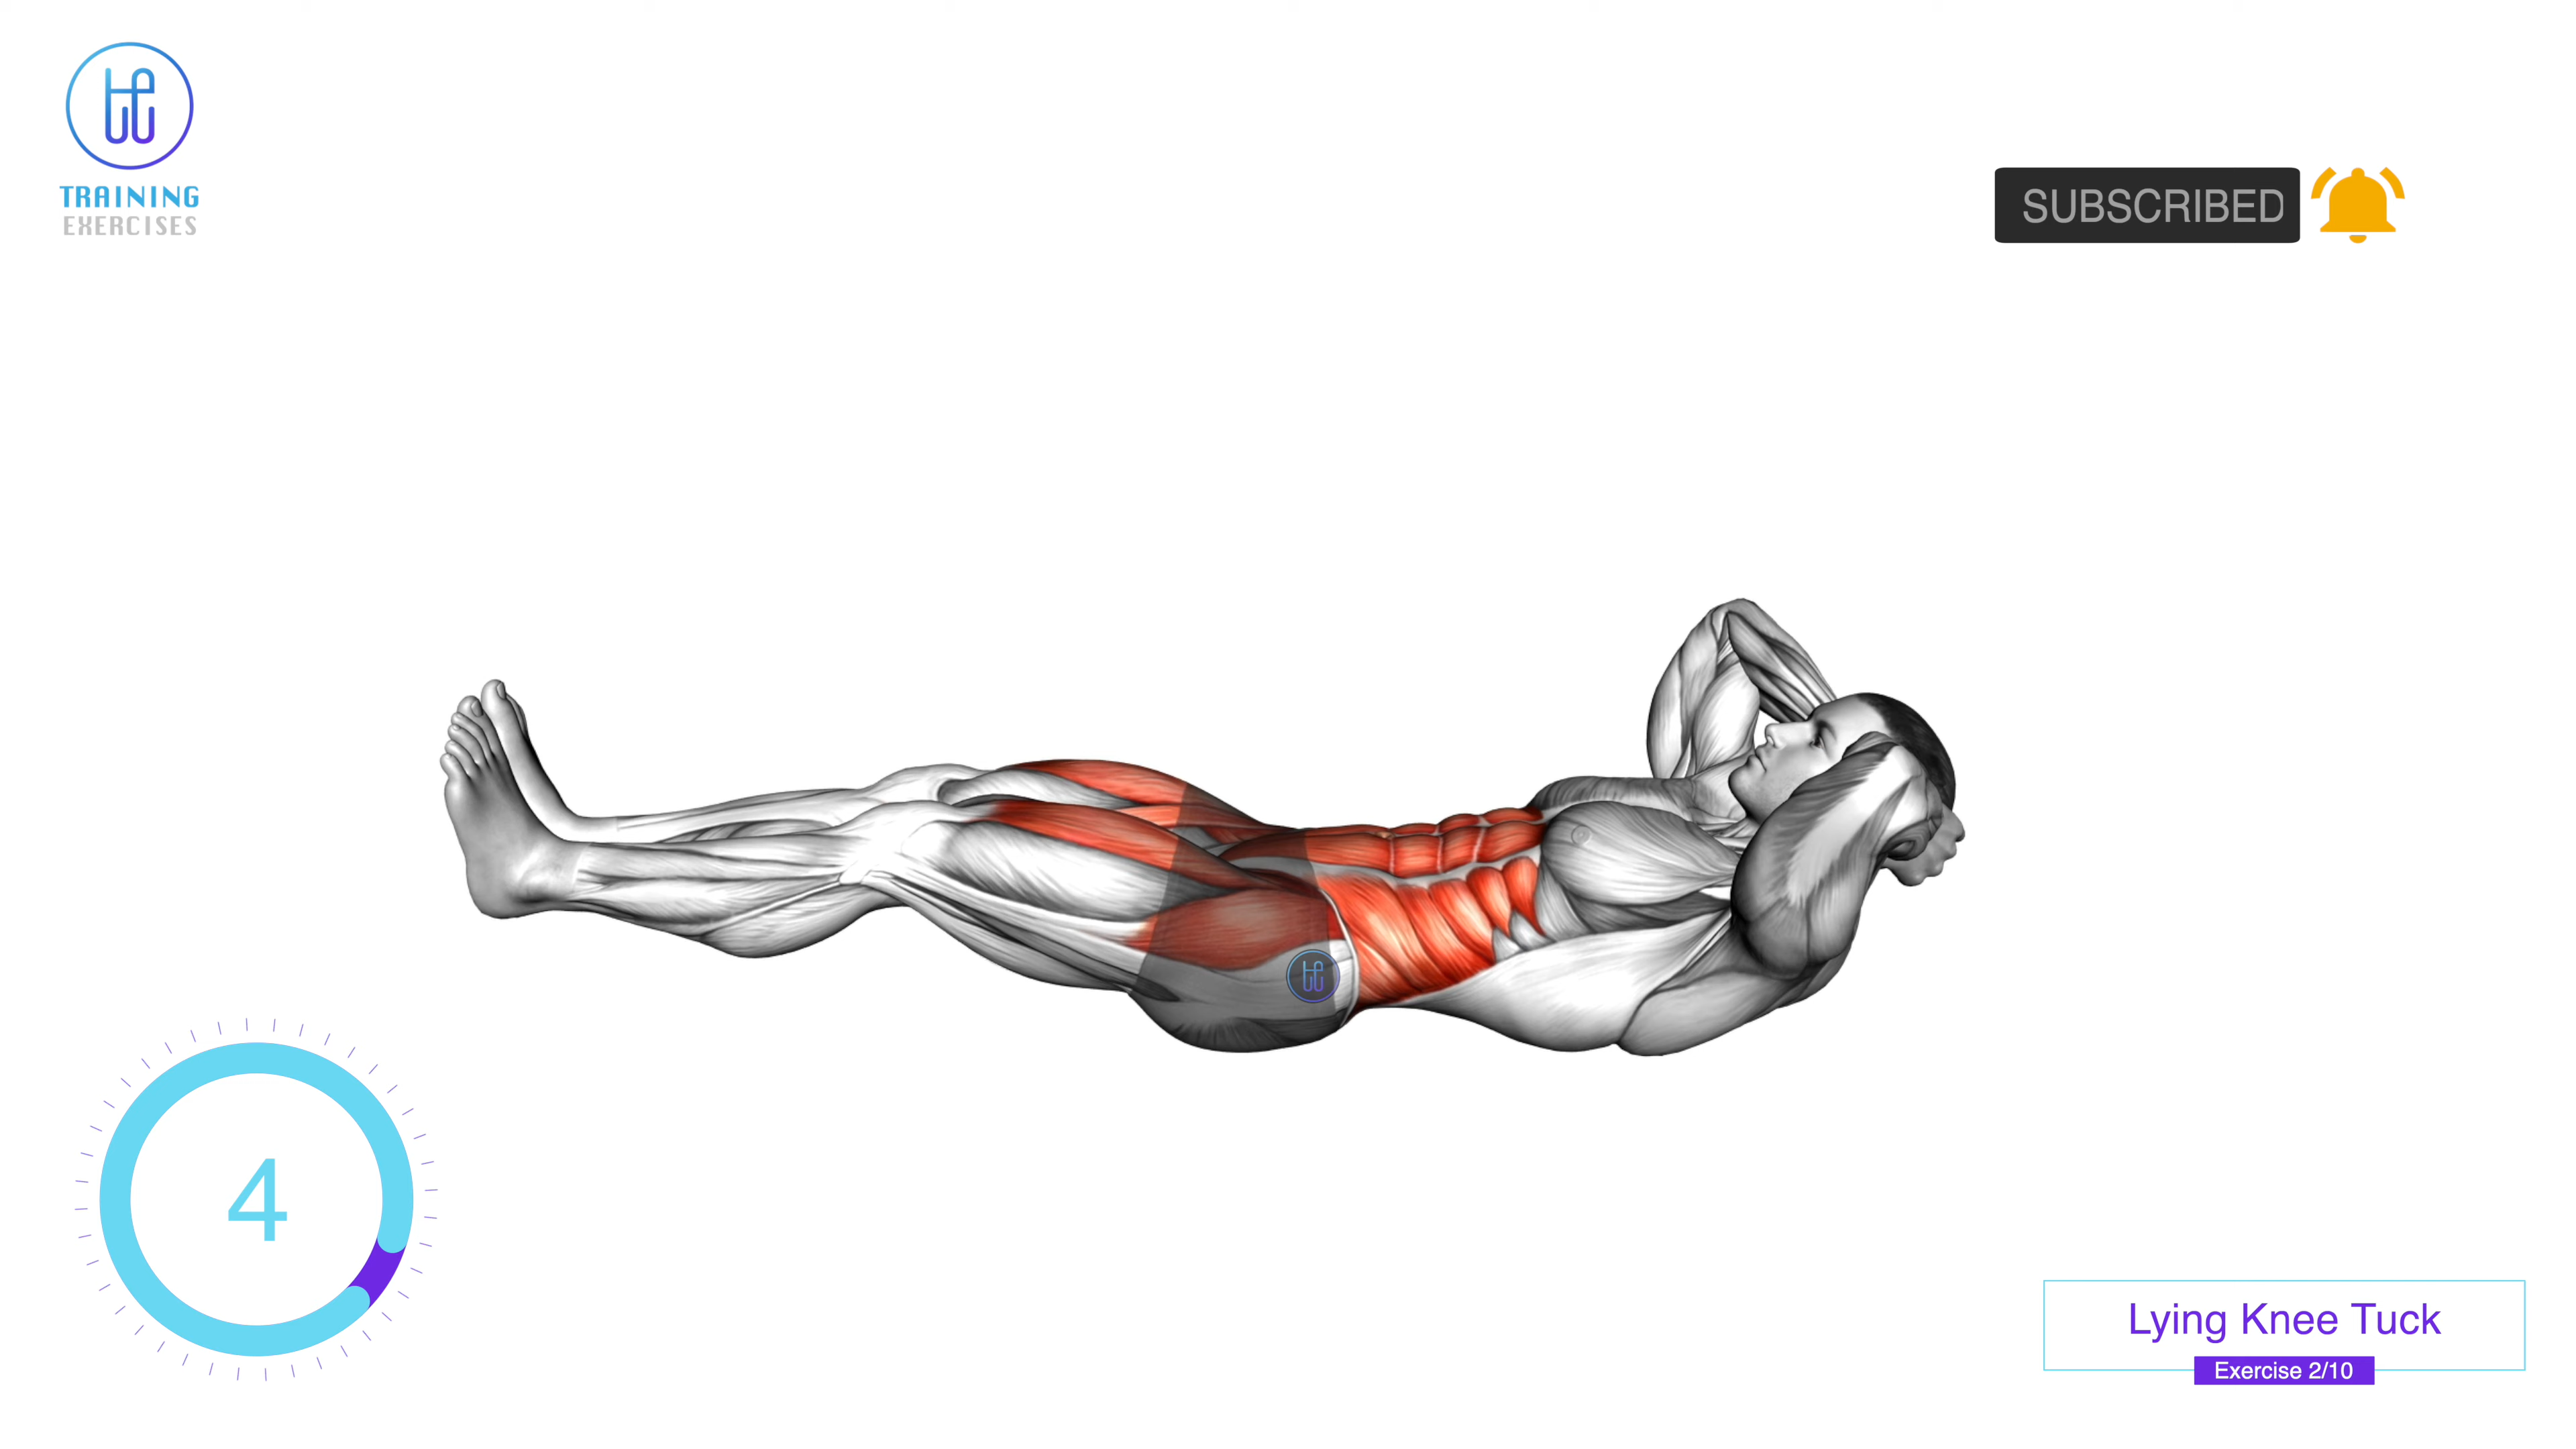 TRAINING
EXERCISES
SUBSCRIBED
4
Lying Knee Tuck
Exercise 2/10